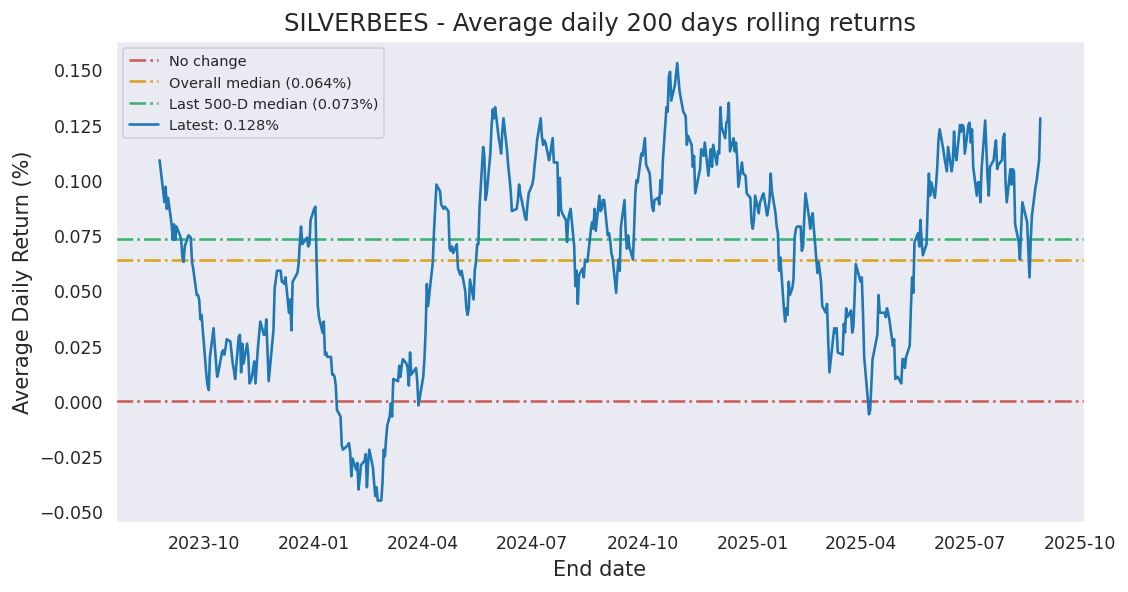 SILVERBEES - Average daily 200 days rolling returns
No change
Overall median (0.064%)
Last 500-D median (0.073%)
Latest: 0.128%
Average Daily Return (%)
0.150
0.125
0.100
0.075
0.050
0.025
0.000
−0.025
−0.050
2023-10 2024-01 2024-04 2024-07 2024-10 2025-01 2025-04 2025-07 2025-10
End date